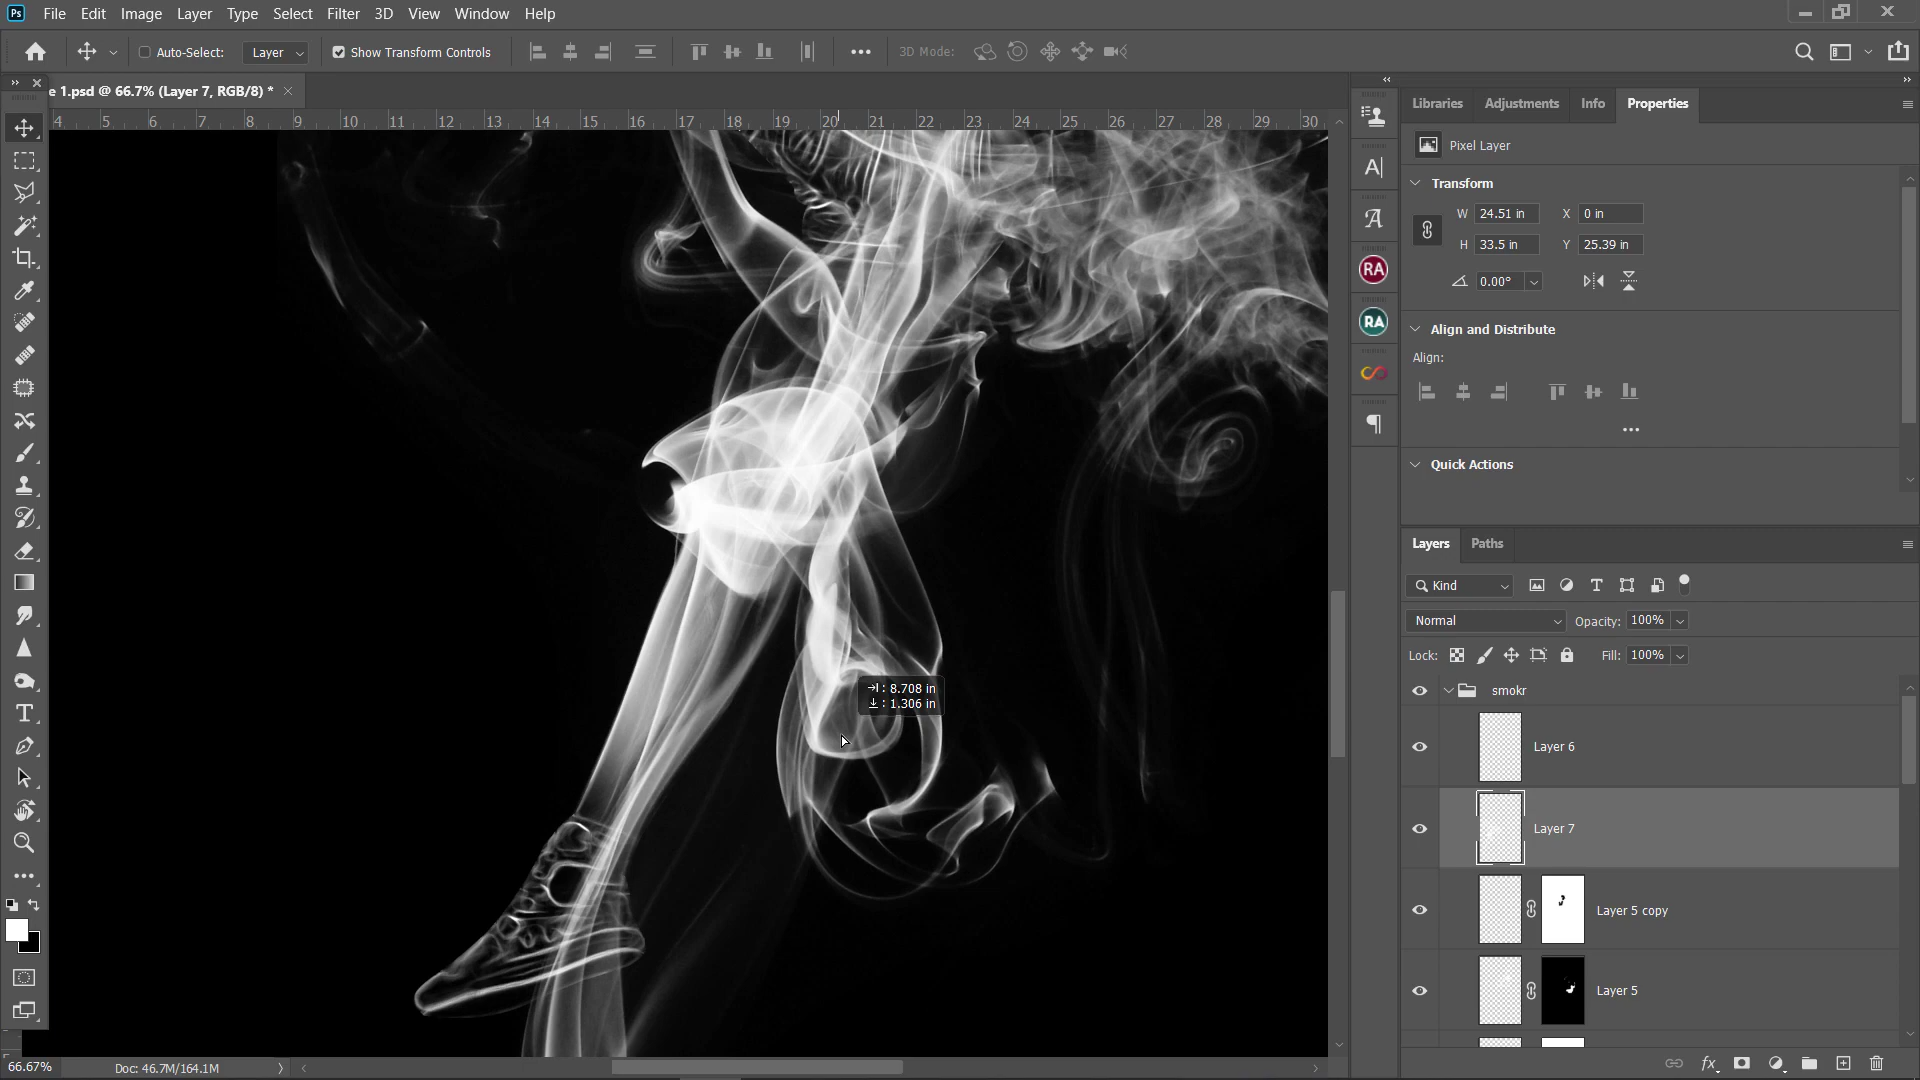 Ps File Edit Image Layer Type Select Filter 3D View Window Help
Auto-Select: Layer Show Transform Controls 3D Mode:
e 1.psd @ 66.7% (Layer 7, RGB/8) *
4 5 6 7 8 9 10 11 12 13 14 15 16 17 18 19 20 21 22 23 24 25 26 27 28 29 30
Libraries Adjustments Info Properties
Pixel Layer
Transform
W 24.51 in X 0 in
H 33.5 in Y 25.39 in
0.00°
RA
RA
Align and Distribute
Align:
Quick Actions
Layers Paths
Kind
Normal Opacity: 100%
Lock: Fill: 100%
smokr
: 8.708 in
: 1.306 in
Layer 6
Layer 7
Layer 5 copy
Layer 5
66.67% Doc: 46.7M/164.1M
fx